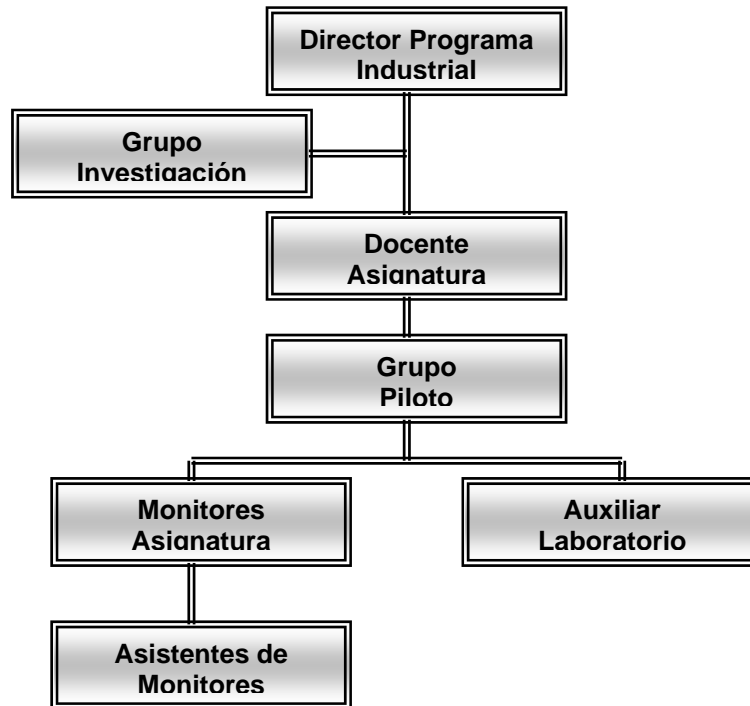 Director Programa
Industrial
Grupo
Investigación
Docente
Asignatura
Grupo
Piloto
Monitores
Asignatura
Auxiliar
Laboratorio
Asistentes de
Monitores